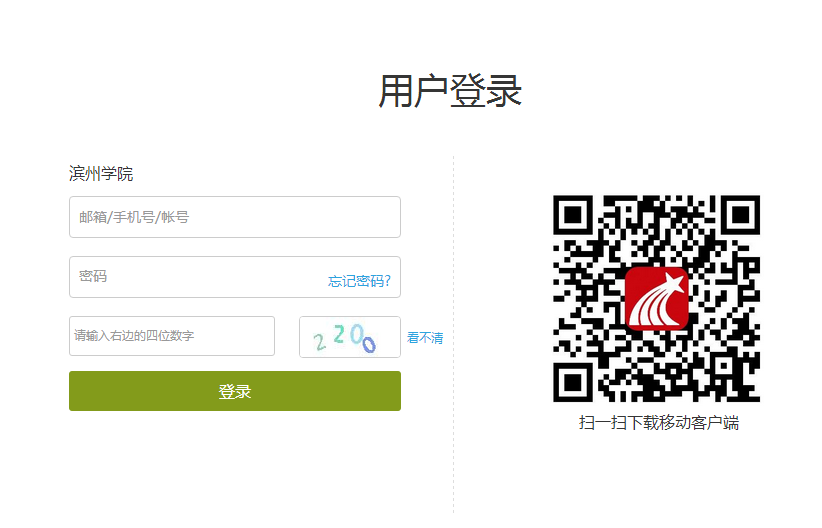 用户登录
滨州学院
邮箱/手机号/帐号
密码
忘记密码?
请输入右边的四位数字
2200
看不清
登录
扫一扫下载移动客户端